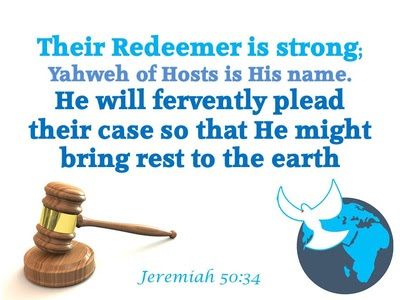 Their Redeemer is strong;
Yahweh of Hosts is His name.
He will fervently plead
their case so that He might
bring rest to the earth
Jeremiah 50:34